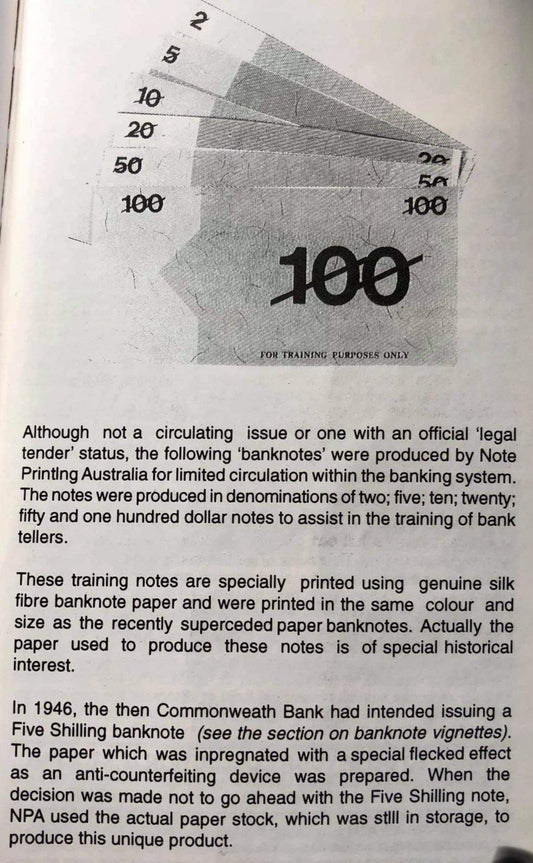 2
5
10
20
20
50
50
100
100
100
FOR TRAINING PURPOSES ONLY
Although not a circulating issue or one with an official 'legal
tender' status, the following 'banknotes' were produced by Note
PrintIng Australia for limited circulation within the banking system.
The notes were produced in denominations of two; five; ten; twenty;
fifty and one hundred dollar notes to assist in the training of bank
tellers.
These training notes are specially printed using genuine silk
fibre banknote paper and were printed in the same colour and
size as the recently superceded paper banknotes. Actually the
paper used to produce these notes is of special historical
interest.
In 1946, the then Commonweath Bank had intended issuing a
Five Shilling banknote (see the section on banknote vignettes).
The paper which was inpregnated with a special flecked effect
as an anti-counterfeiting device was prepared. When the
decision was made not to go ahead with the Five Shilling note,
NPA used the actual paper stock, which was stIll in storage, to
produce this unique product.